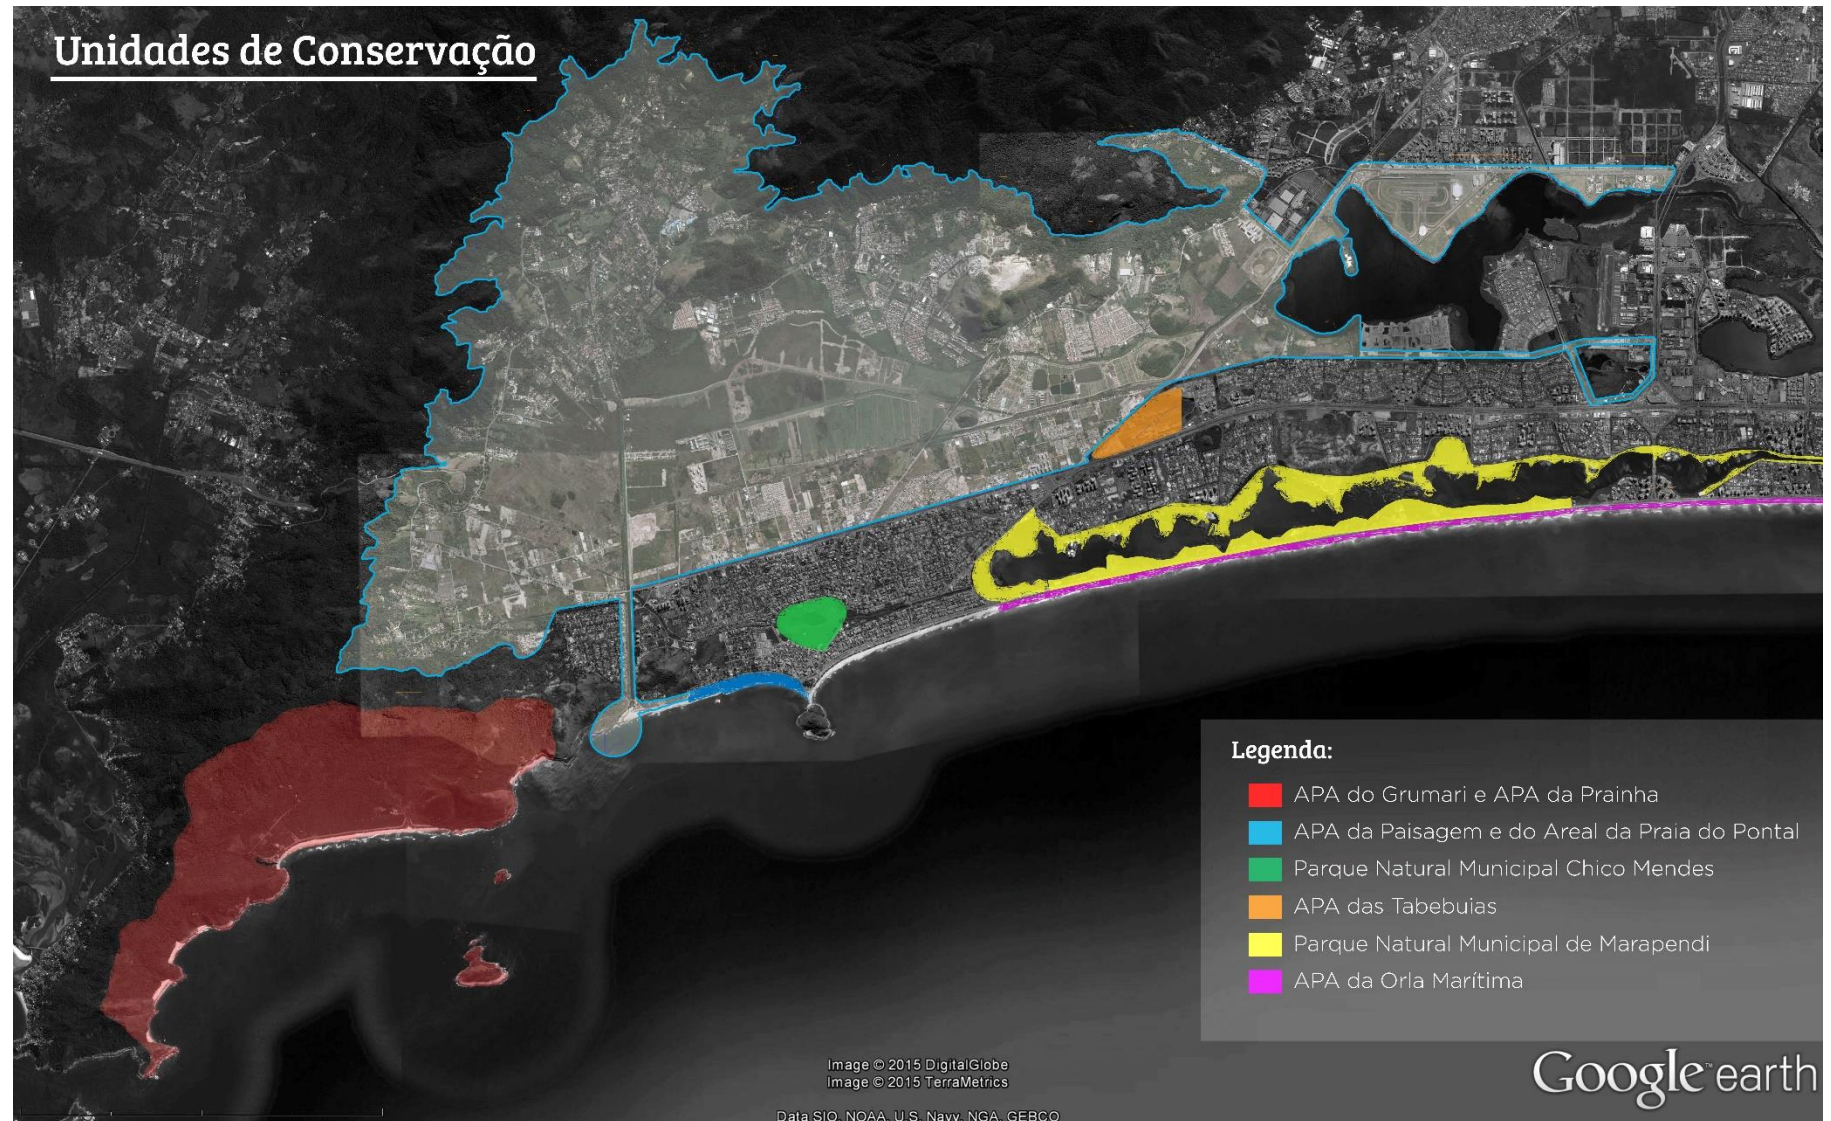 Unidades de Conservação
Legenda:
APA do Grumari e APA da Prainha
APA da Paisagem e do Areal da Praia do Pontal
Parque Natural Municipal Chico Mendes
APA das Tabebuias
Parque Natural Municipal de Marapendi
APA da Orla Marítima
Image © 2015 DigitalGlobe
Image © 2015 TerraMetrics
Data SIO, NOAA, U.S. Navy, NGA, GEBCO
Google earth